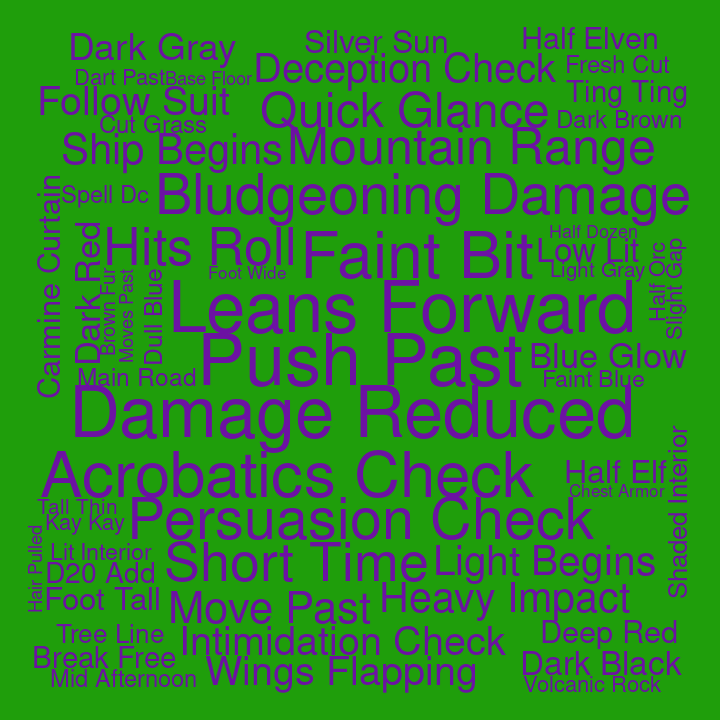 Dark Gray
Silver Sun
Half Elven
Dart Past
Base Floor
Deception Check
Fresh Cut
Follow Suit
Quick Glance
Ting Ting
Cut Grass
Dark Brown
Ship Begins
Mountain Range
Carmine Curtain
Spell Dc
Bludgeoning Damage
Dark Red
Hits Roll
Faint Bit
Half Dozen
Low Lit
Half Orc
Slight Gap
Brown Fur
Moves Past
Dull Blue
Foot Wide
Light Gray
Leans Forward
Push Past
Blue Glow
Main Road
Faint Blue
Damage Reduced
Acrobatics Check
Half Elf
Chest Armor
Shaded Interior
Tall Thin
Kay Kay
Persuasion Check
Hair Pulled
Lit Interior
Short Time
Light Begins
D20 Add
Foot Tall
Move Past
Heavy Impact
Tree Line
Intimidation Check
Deep Red
Break Free
Wings Flapping
Dark Black
Mid Afternoon
Volcanic Rock